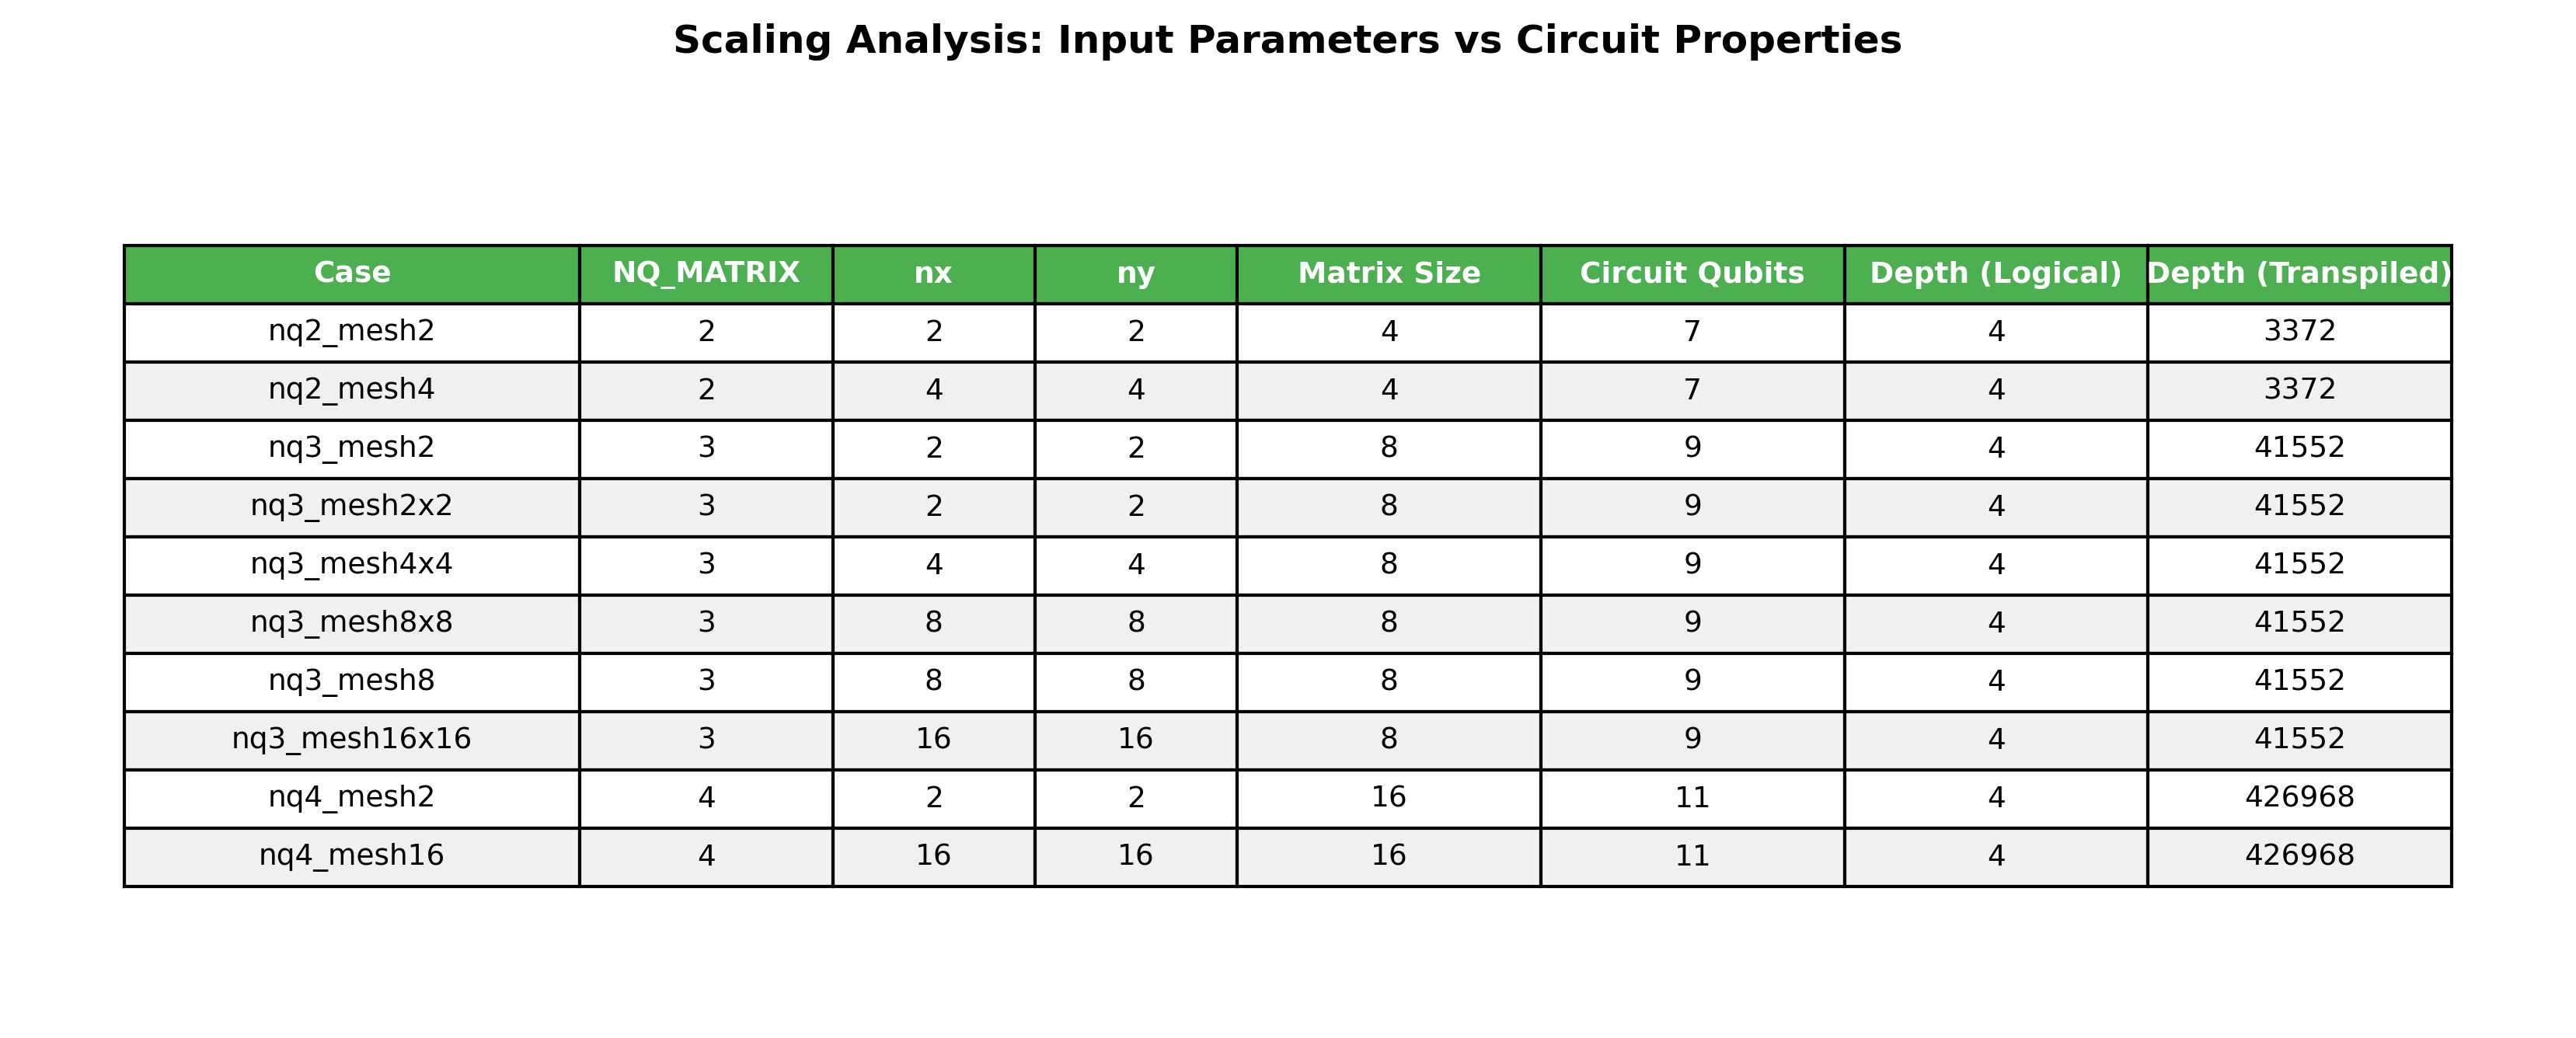 Scaling Analysis: Input Parameters vs Circuit Properties
Case NQ_MATRIX nx ny Matrix Size Circuit Qubits Depth (Logical) Depth (Transpiled)
nq2_mesh2 2 2 2 4 7 4 3372
nq2_mesh4 2 4 4 4 7 4 3372
nq3_mesh2 3 2 2 8 9 4 41552
nq3_mesh2x2 3 2 2 8 9 4 41552
nq3_mesh4x4 3 4 4 8 9 4 41552
nq3_mesh8x8 3 8 8 8 9 4 41552
nq3_mesh8 3 8 8 8 9 4 41552
nq3_mesh16x16 3 16 16 8 9 4 41552
nq4_mesh2 4 2 2 16 11 4 426968
nq4_mesh16 4 16 16 16 11 4 426968